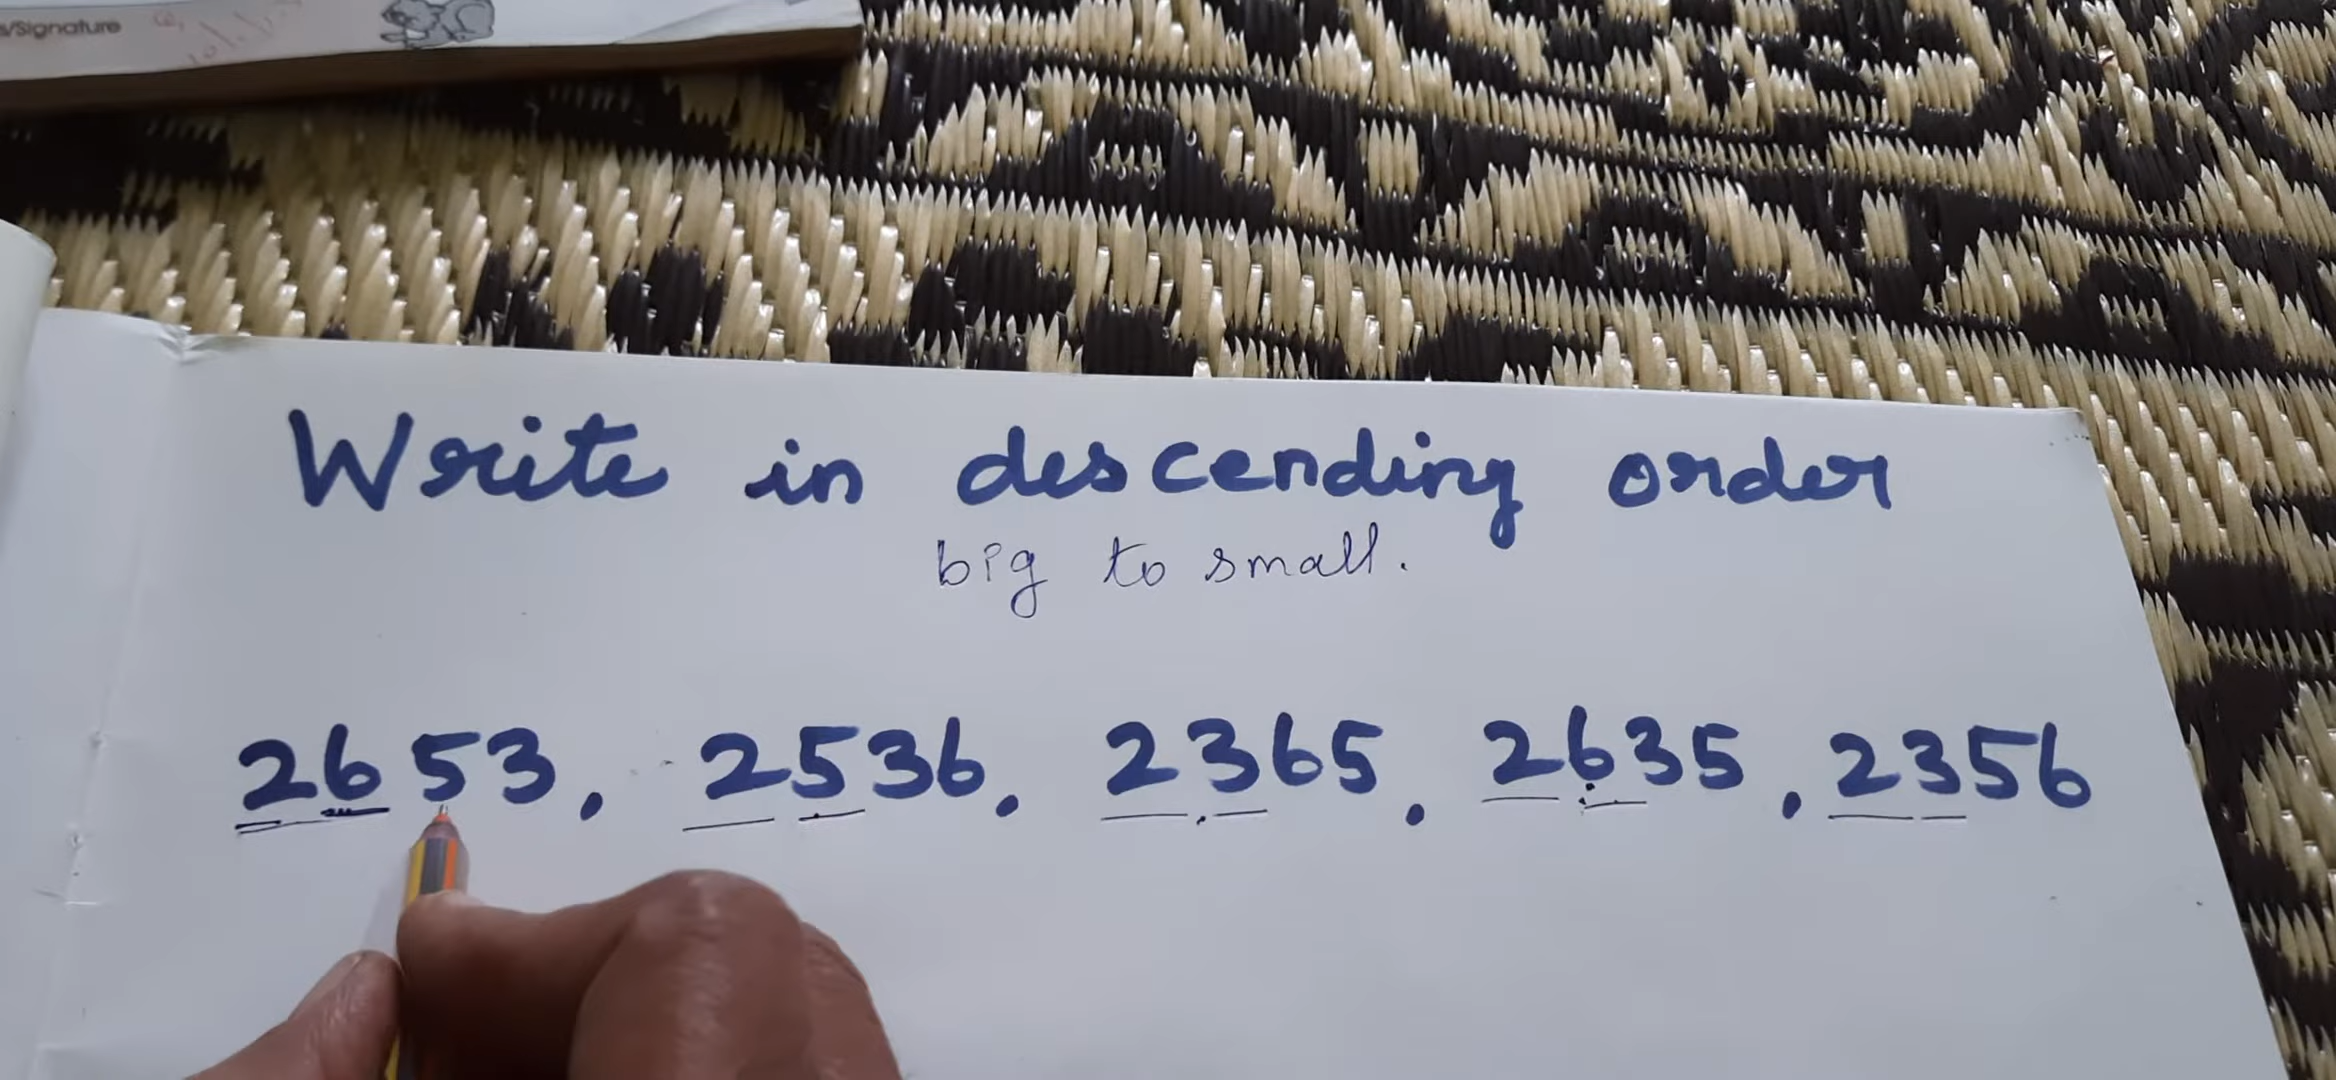 s/Signature
Write in descending order
big to small.
2653, 2536, 2365, 2635, 2356